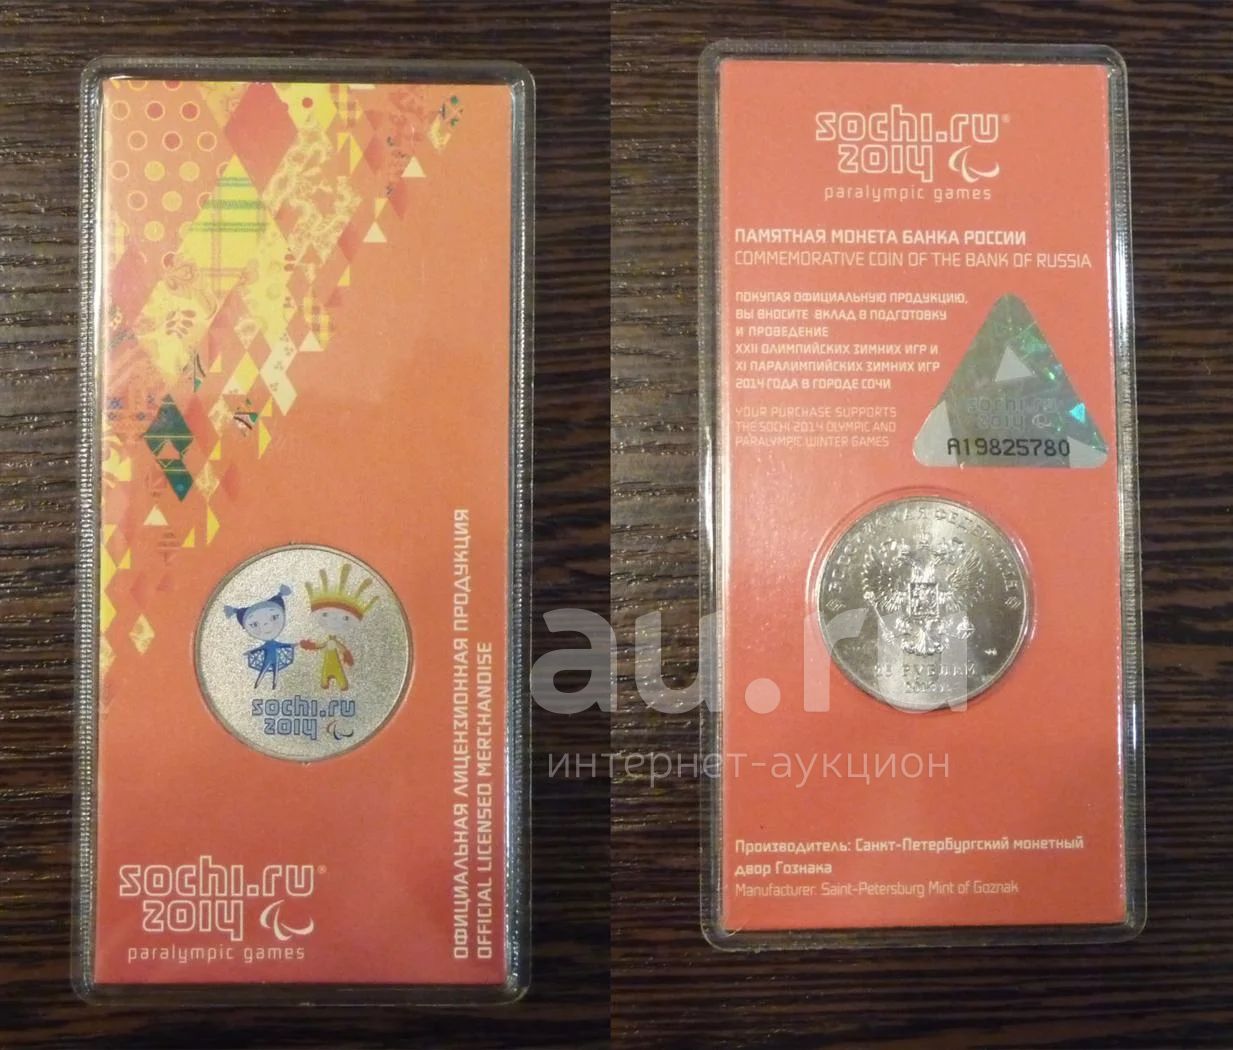 sochi.ru®
2014
paralympic games
ОФИЦИАЛЬНАЯ ЛИЦЕНЗИОННАЯ ПРОДУКЦИЯ
OFFICIAL LICENSED MERCHANDISE
sochi.ru
2014
sochi.ru®
2014
paralympic games
ПАМЯТНАЯ МОНЕТА БАНКА РОССИИ
COMMEMORATIVE COIN OF THE BANK OF RUSSIA
ПОКУПАЯ ОФИЦИАЛЬНУЮ ПРОДУКЦИЮ,
ВЫ ВНОСИТЕ ВКЛАД В ПОДГОТОВКУ
И ПРОВЕДЕНИЕ
XXII ОЛИМПИЙСКИХ ЗИМНИХ ИГР И
XI ПАРАЛИМПИЙСКИХ ЗИМНИХ ИГР
2014 ГОДА В ГОРОДЕ СОЧИ
YOUR PURCHASE SUPPORTS
THE SOCHI 2014 OLYMPIC AND
PARALYMPIC WINTER GAMES
sochi.ru
2014
A19825780
РОССИЙСКАЯ ФЕДЕРАЦИЯ
РУБЛЕЙ
au.ru
интернет-аукцион
Производитель: Санкт-Петербургский монетный
двор Гознака
Manufacturer: Saint-Petersburg Mint of Goznak